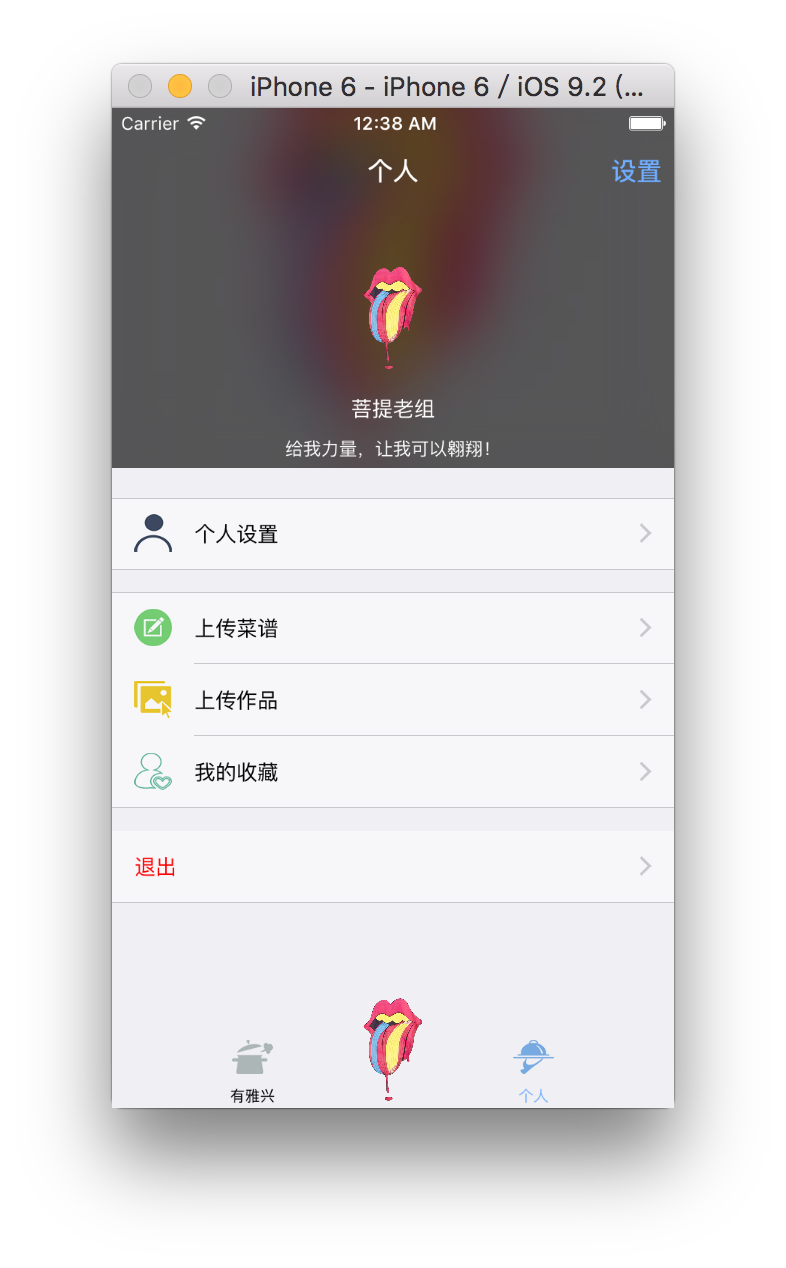 iPhone 6 - iPhone 6 / iOS 9.2 (...
Carrier 12:38 AM
个人 设置
菩提老组
给我力量，让我可以翱翔！
个人设置
上传菜谱
上传作品
我的收藏
退出
有雅兴 个人